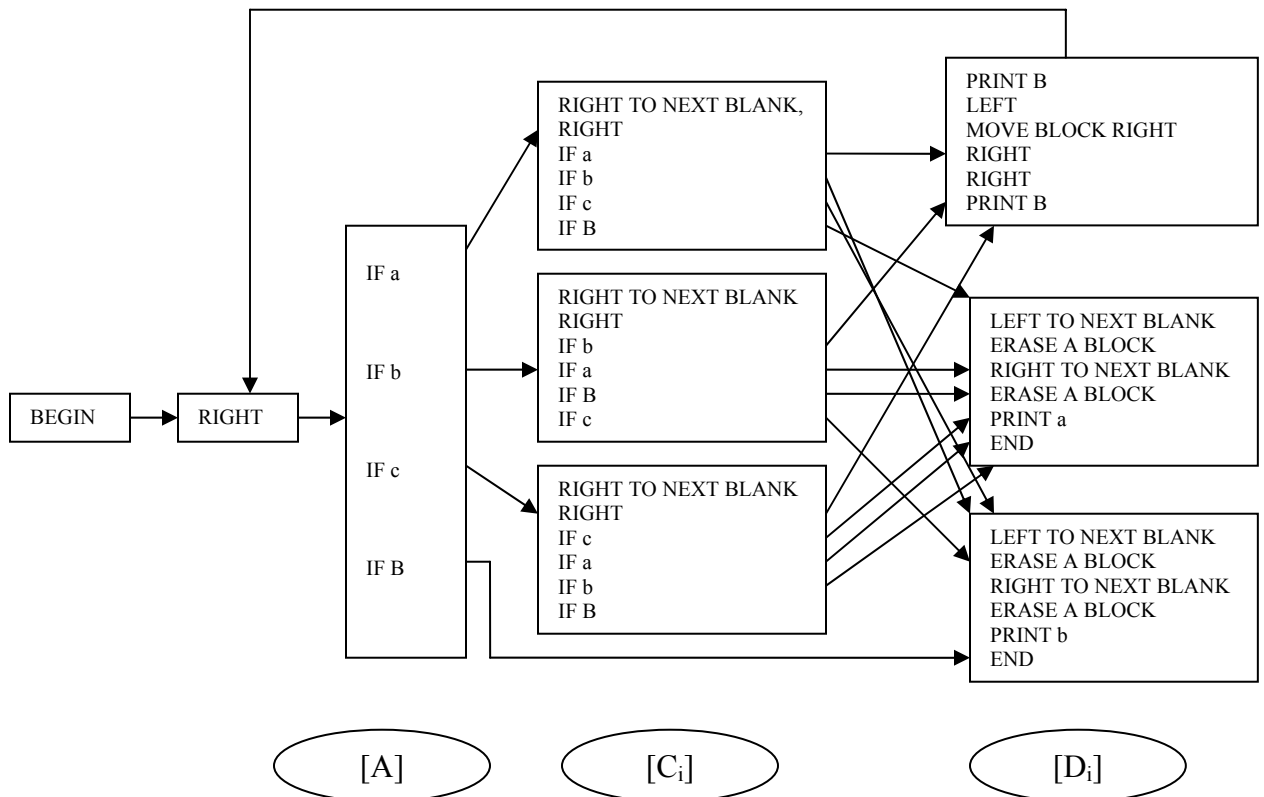 BEGIN
RIGHT
IF a
IF b
IF c
IF B
RIGHT TO NEXT BLANK,
RIGHT
IF a
IF b
IF c
IF B
RIGHT TO NEXT BLANK
RIGHT
IF b
IF a
IF B
IF c
RIGHT TO NEXT BLANK
RIGHT
IF c
IF a
IF b
IF B
PRINT B
LEFT
MOVE BLOCK RIGHT
RIGHT
RIGHT
PRINT B
LEFT TO NEXT BLANK
ERASE A BLOCK
RIGHT TO NEXT BLANK
ERASE A BLOCK
PRINT a
END
LEFT TO NEXT BLANK
ERASE A BLOCK
RIGHT TO NEXT BLANK
ERASE A BLOCK
PRINT b
END
[A]
[Ci]
[Di]